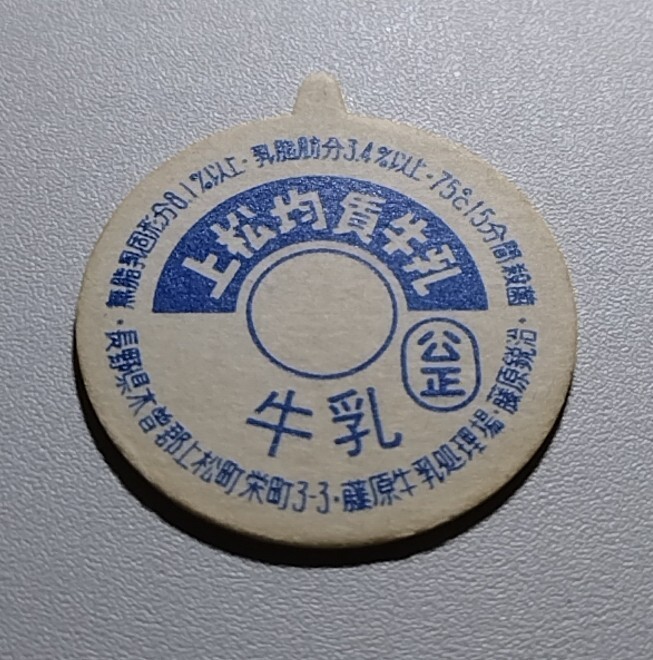 無脂乳固形分8.1%以上・乳脂肪分3.4%以上・75℃15分間殺菌
上松均質牛乳
公正
牛乳
長野県木曽郡上松町栄町3-3・藤原牛乳処理場・藤原鋭治